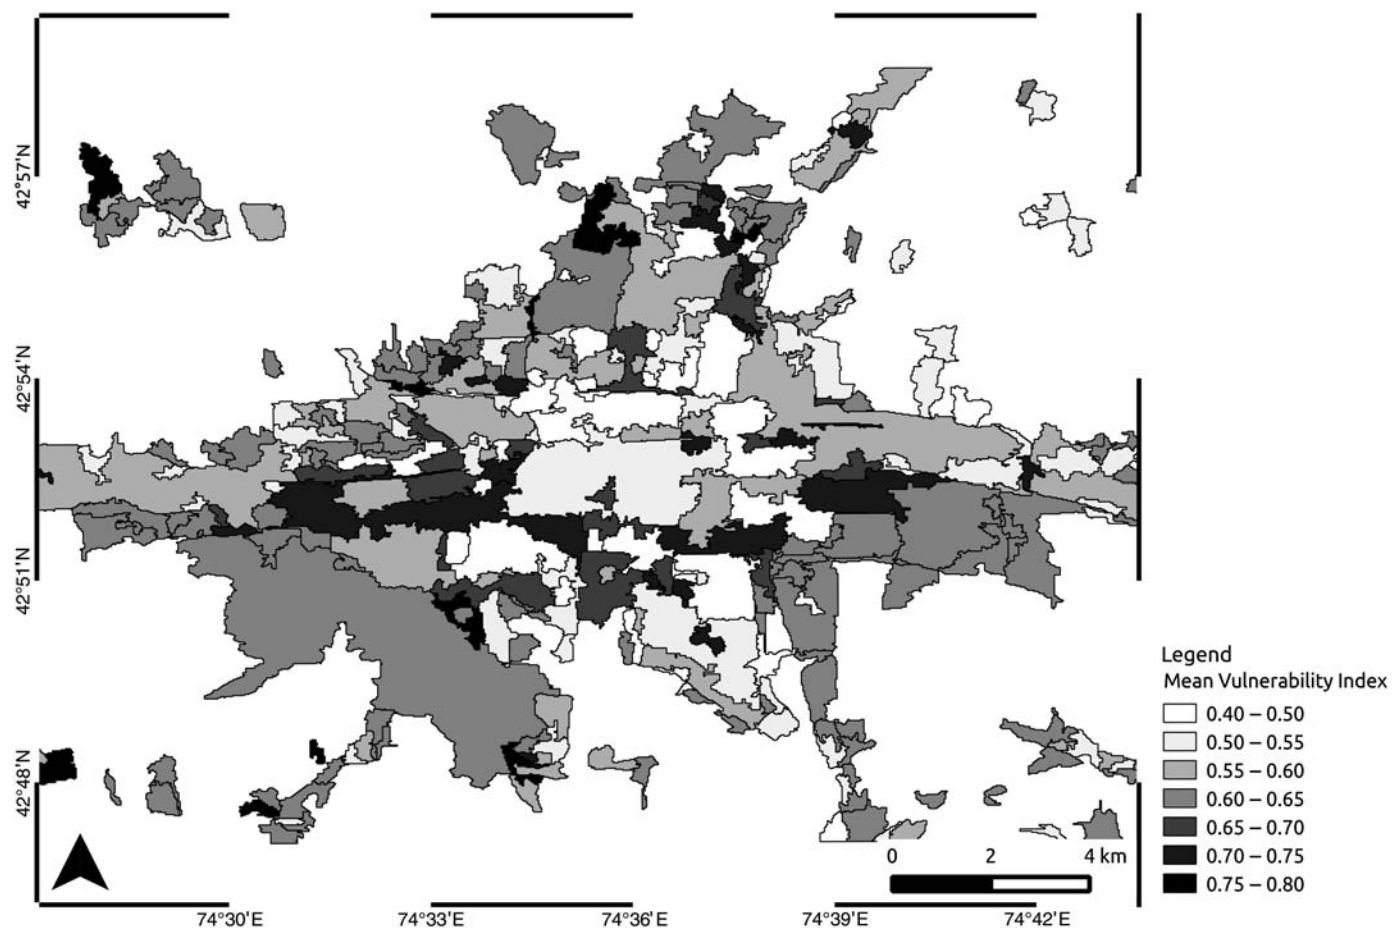 42°57'N
42°54'N
42°51'N
42°48'N
Legend
Mean Vulnerability Index
0.40 – 0.50
0.50 – 0.55
0.55 – 0.60
0.60 – 0.65
0.65 – 0.70
0.70 – 0.75
0.75 – 0.80
0 2 4 km
74°30'E 74°33'E 74°36'E 74°39'E 74°42'E